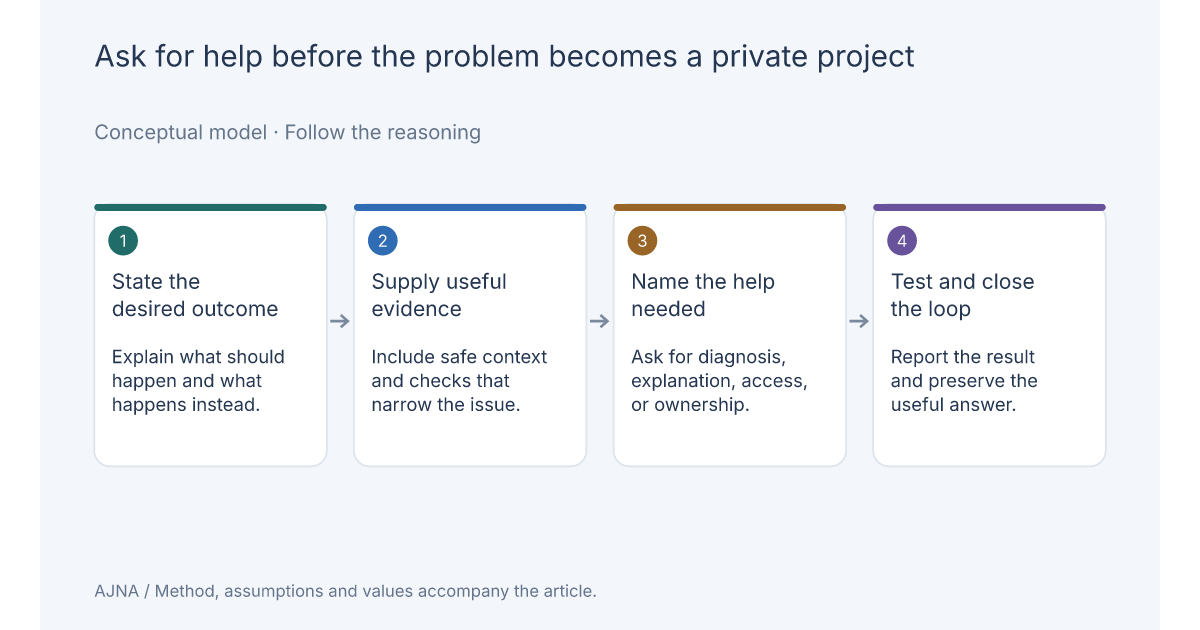 Ask for help before the problem becomes a private project
Conceptual model · Follow the reasoning
1
State the
desired outcome
Explain what should
happen and what
happens instead.
2
Supply useful
evidence
Include safe context
and checks that
narrow the issue.
3
Name the help
needed
Ask for diagnosis,
explanation, access,
or ownership.
4
Test and close
the loop
Report the result
and preserve the
useful answer.
AJNA / Method, assumptions and values accompany the article.